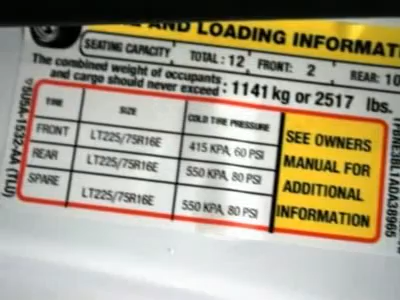 AND LOADING INFORMATI
SEATING CAPACITY TOTAL: 12 FRONT: 2 REAR: 10
The combined weight of occupants
and cargo should never exceed : 1141 kg or 2517 lbs.
TIRE SIZE COLD TIRE PRESSURE
FRONT LT225/75R16E 415 KPA, 60 PSI
REAR LT225/75R16E 550 KPA, 80 PSI
SPARE LT225/75R16E 550 KPA, 80 PSI
SEE OWNERS
MANUAL FOR
ADDITIONAL
INFORMATION